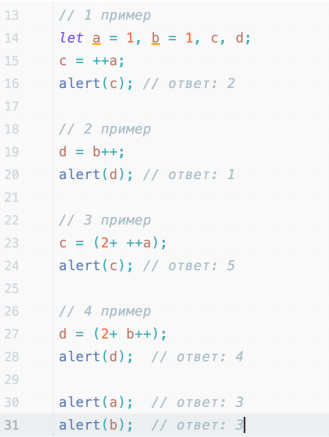 13 // 1 пример
14 let a = 1, b = 1, c, d;
15 c = ++a;
16 alert(c); // ответ: 2
17
18 // 2 пример
19 d = b++;
20 alert(d); // ответ: 1
21
22 // 3 пример
23 c = (2+ ++a);
24 alert(c); // ответ: 5
25
26 // 4 пример
27 d = (2+ b++);
28 alert(d);  // ответ: 4
29
30 alert(a);  // ответ: 3
31 alert(b);  // ответ: 3